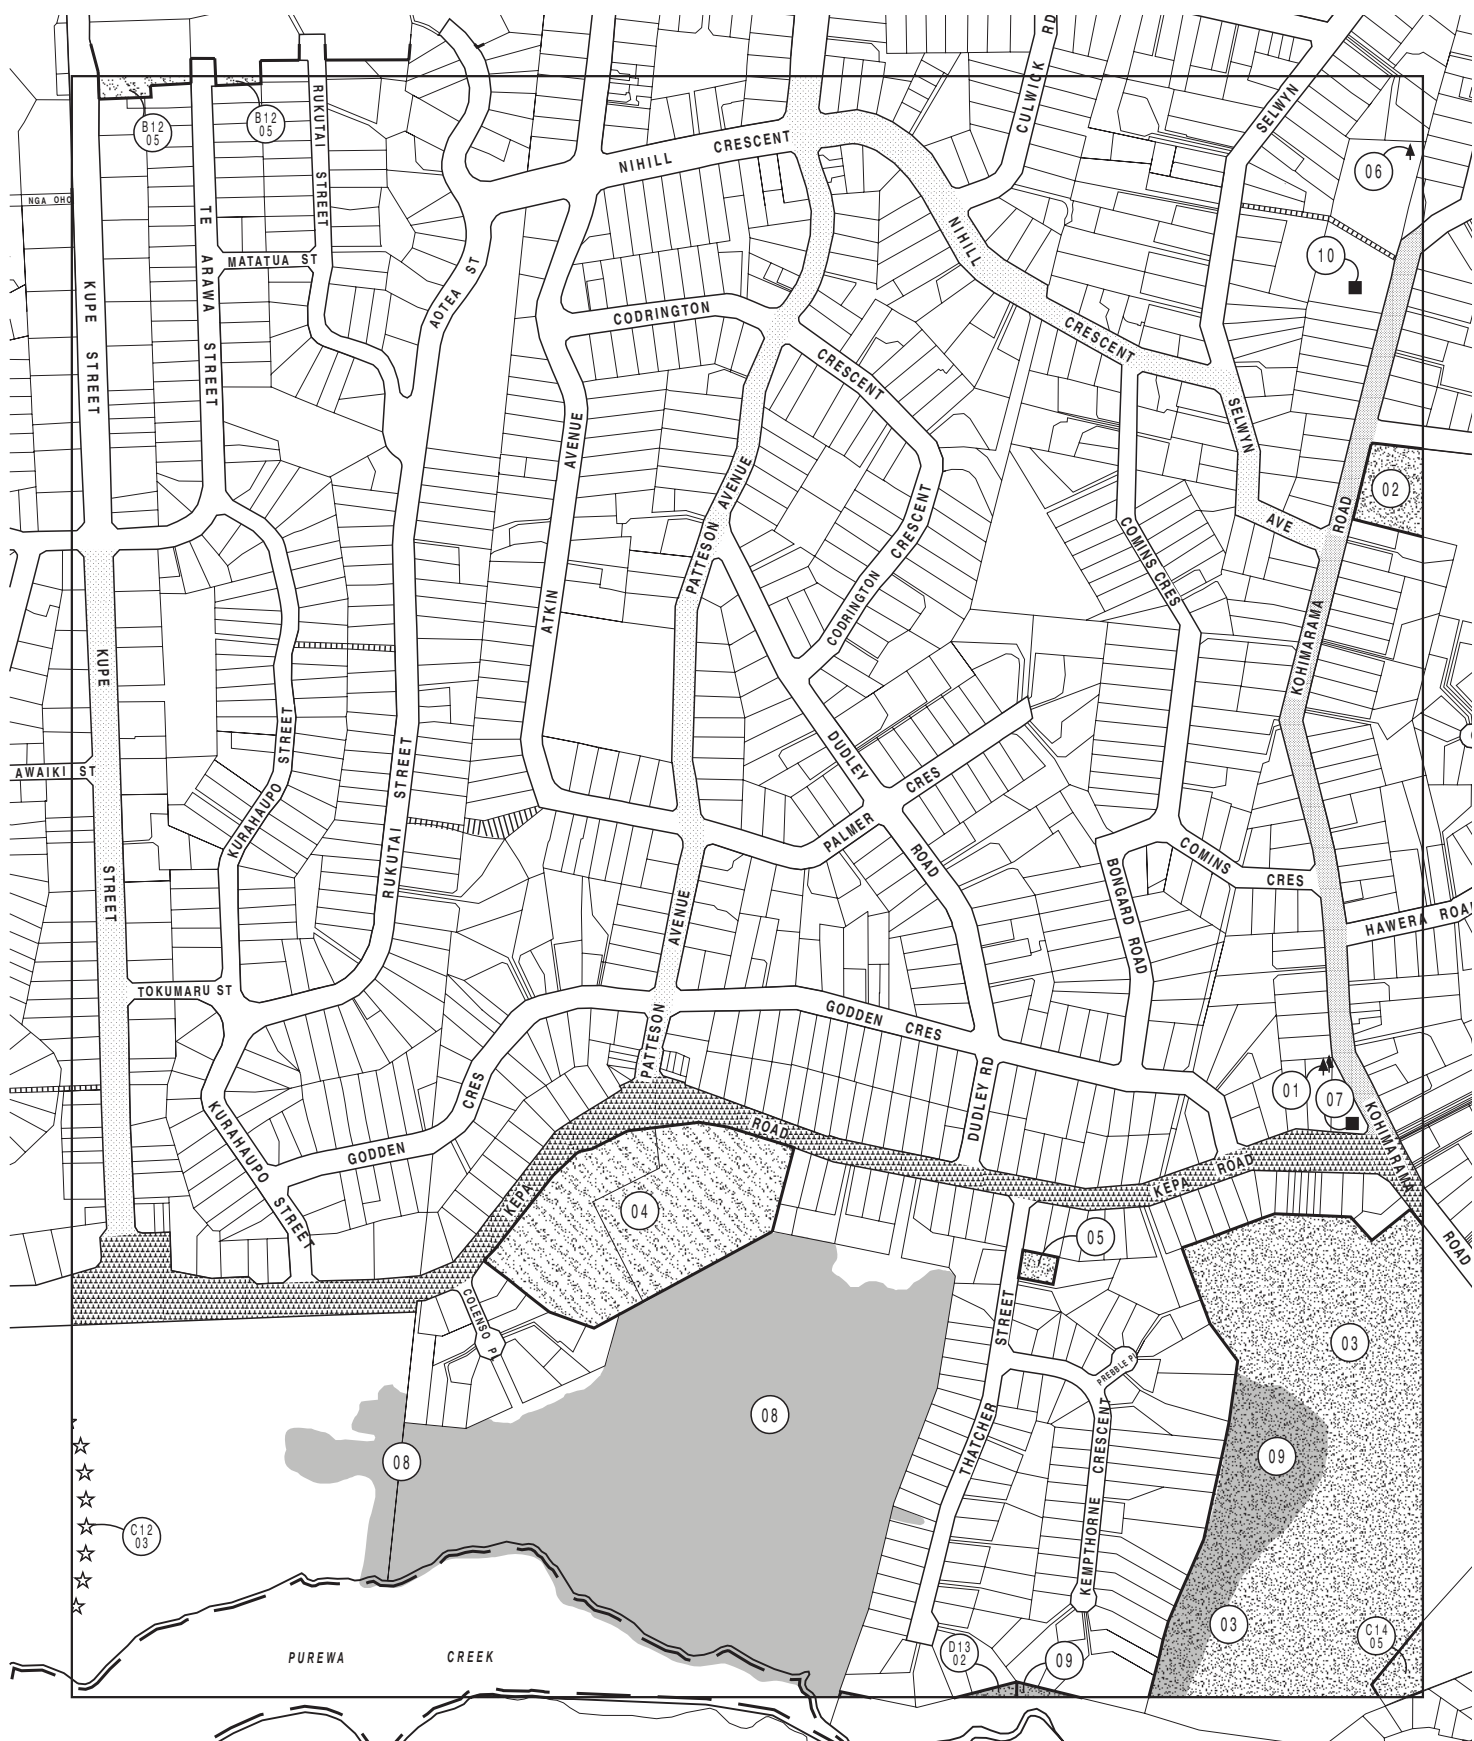 RD
CULWICK
SELWYN
RUKUTAI
STREET
B12
05
B12
05
NIHILL
CRESCENT
06
NGA OHO
TE
ARAWA
STREET
MATATUA ST
AOTEA ST
NIHILL
CRESCENT
10
KUPE
STREET
CODRINGTON
CRESCENT
SELWYN
AVE
AVENUE
ATKIN
PATTESON AVENUE
CODRINGTON CRESCENT
COMINS CRES
ROAD
02
KOHIMARAMA
KUPE
STREET
AWAIKI ST
KURAHAUPO
STREET
RUKUTAI
STREET
DUDLEY
CRES
PALMER
ROAD
COMINS
CRES
BONGARD ROAD
HAWERA ROA
AVENUE
PATTESON
TOKUMARU ST
GODDEN
CRES
DUDLEY RD
01
07
KOHIMARAMA
ROAD
CRES
GODDEN
KURAHAUPO
STREET
ROAD
KEPA
KEPA
ROAD
04
05
COLENSO P
STREET
THATCHER
PREBBLE P
KEMPTHORNE CRESCENT
03
08
08
09
C12
03
03
C14
05
D13
02
09
PUREWA
CREEK